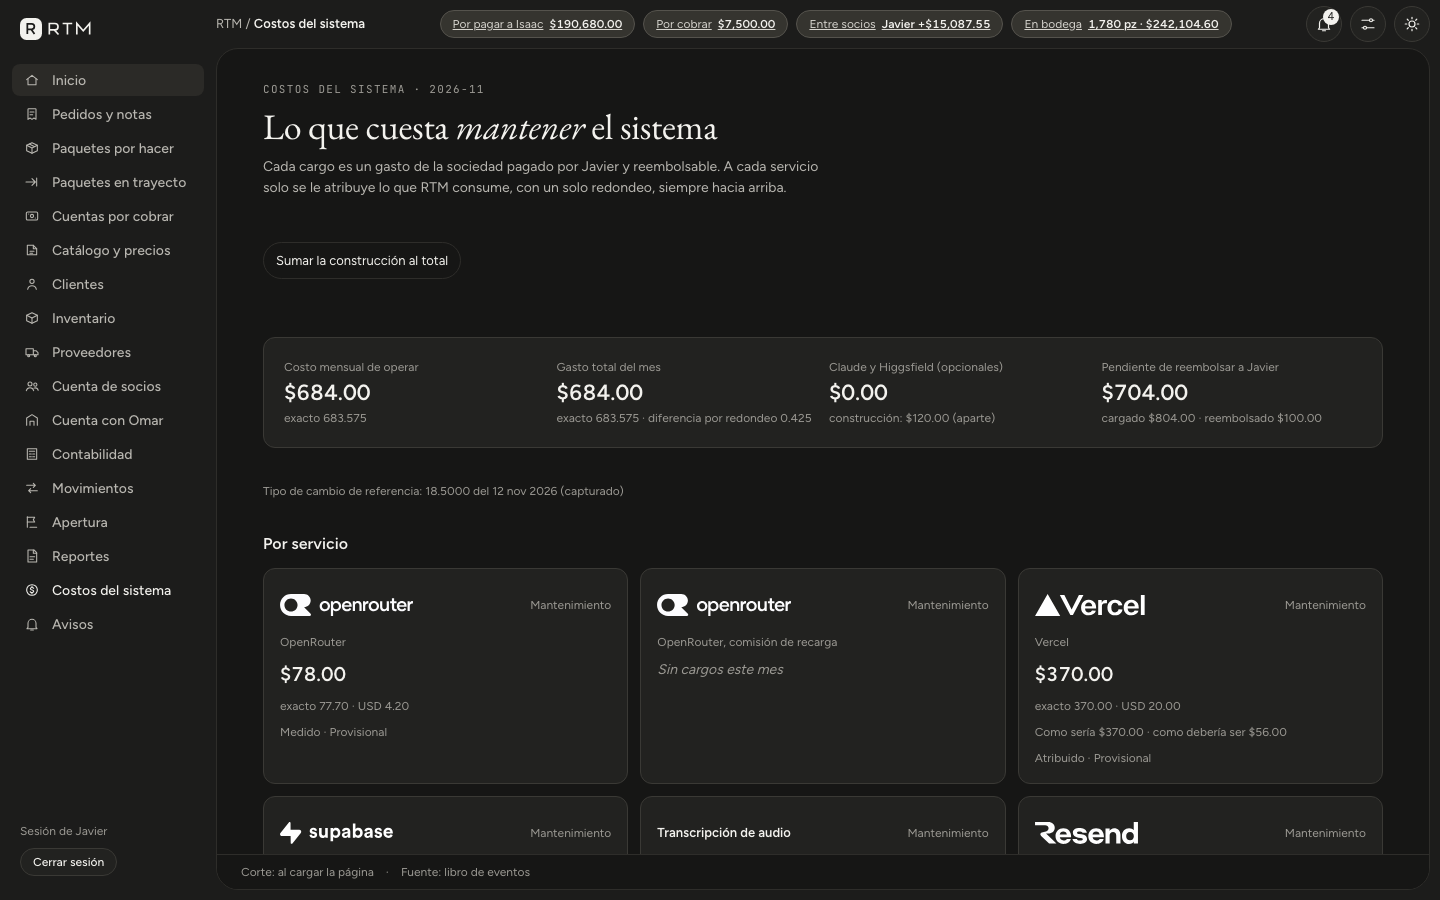 R RTM
RTM / Costos del sistema
Por pagar a Isaac $190,680.00
Por cobrar $7,500.00
Entre socios Javier +$15,087.55
En bodega 1,780 pz · $242,104.60
4
Inicio
Pedidos y notas
Paquetes por hacer
Paquetes en trayecto
Cuentas por cobrar
Catálogo y precios
Clientes
Inventario
Proveedores
Cuenta de socios
Cuenta con Omar
Contabilidad
Movimientos
Apertura
Reportes
Costos del sistema
Avisos
Sesión de Javier
Cerrar sesión
COSTOS DEL SISTEMA · 2026-11
Lo que cuesta mantener el sistema
Cada cargo es un gasto de la sociedad pagado por Javier y reembolsable. A cada servicio
solo se le atribuye lo que RTM consume, con un solo redondeo, siempre hacia arriba.
Sumar la construcción al total
Costo mensual de operar
$684.00
exacto 683.575
Gasto total del mes
$684.00
exacto 683.575 · diferencia por redondeo 0.425
Claude y Higgsfield (opcionales)
$0.00
construcción: $120.00 (aparte)
Pendiente de reembolsar a Javier
$704.00
cargado $804.00 · reembolsado $100.00
Tipo de cambio de referencia: 18.5000 del 12 nov 2026 (capturado)
Por servicio
openrouter Mantenimiento
OpenRouter
$78.00
exacto 77.70 · USD 4.20
Medido · Provisional
openrouter Mantenimiento
OpenRouter, comisión de recarga
Sin cargos este mes
Vercel Mantenimiento
Vercel
$370.00
exacto 370.00 · USD 20.00
Como sería $370.00 · como debería ser $56.00
Atribuido · Provisional
supabase Mantenimiento
Transcripción de audio Mantenimiento
Resend Mantenimiento
Corte: al cargar la página · Fuente: libro de eventos